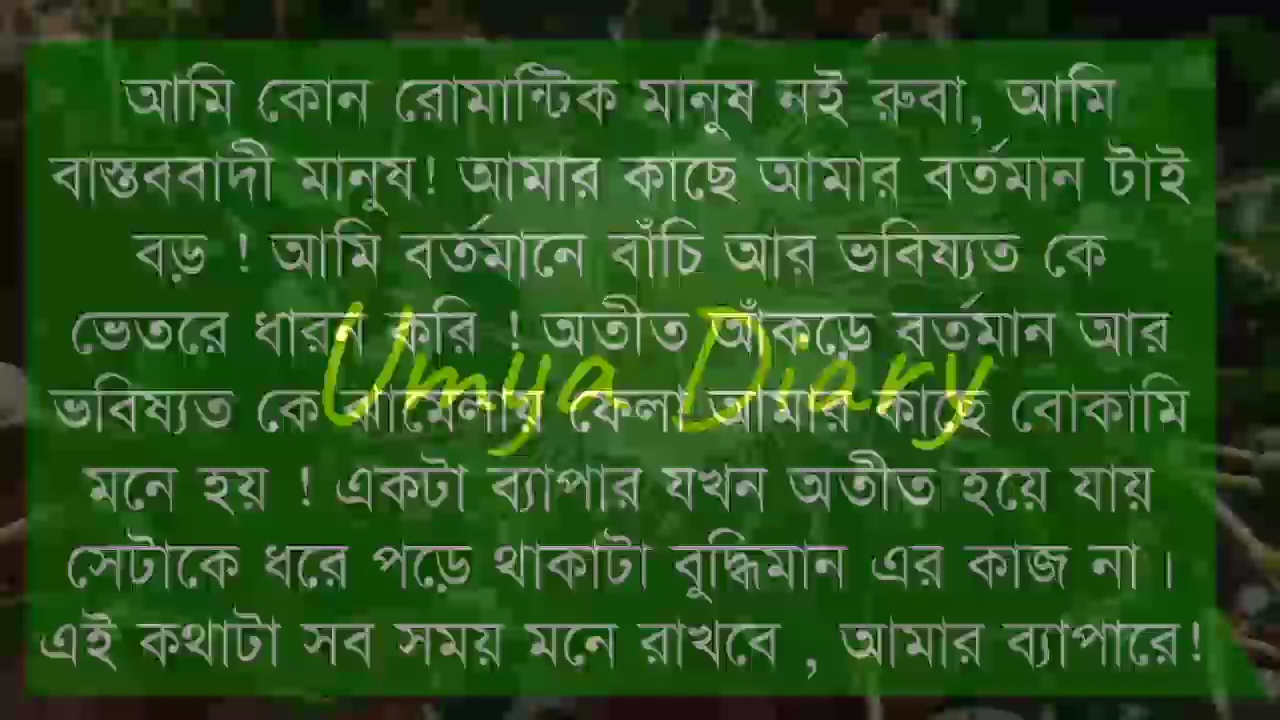 আমি কোন রোমান্টিক মানুষ নই রুবা, আমি
বাস্তববাদী মানুষ! আমার কাছে আমার বর্তমান টাই
বড় ! আমি বর্তমানে বাঁচি আর ভবিষ্যত কে
ভেতরে ধারন করি ! অতীত আঁকড়ে বর্তমান আর
ভবিষ্যত কে ঝামেলায় ফেলা আমার কাছে বোকামি
Umya Diary
মনে হয় ! একটা ব্যাপার যখন অতীত হয়ে যায়
সেটাকে ধরে পড়ে থাকাটা বুদ্ধিমান এর কাজ না ।
এই কথাটা সব সময় মনে রাখবে , আমার ব্যাপারে!